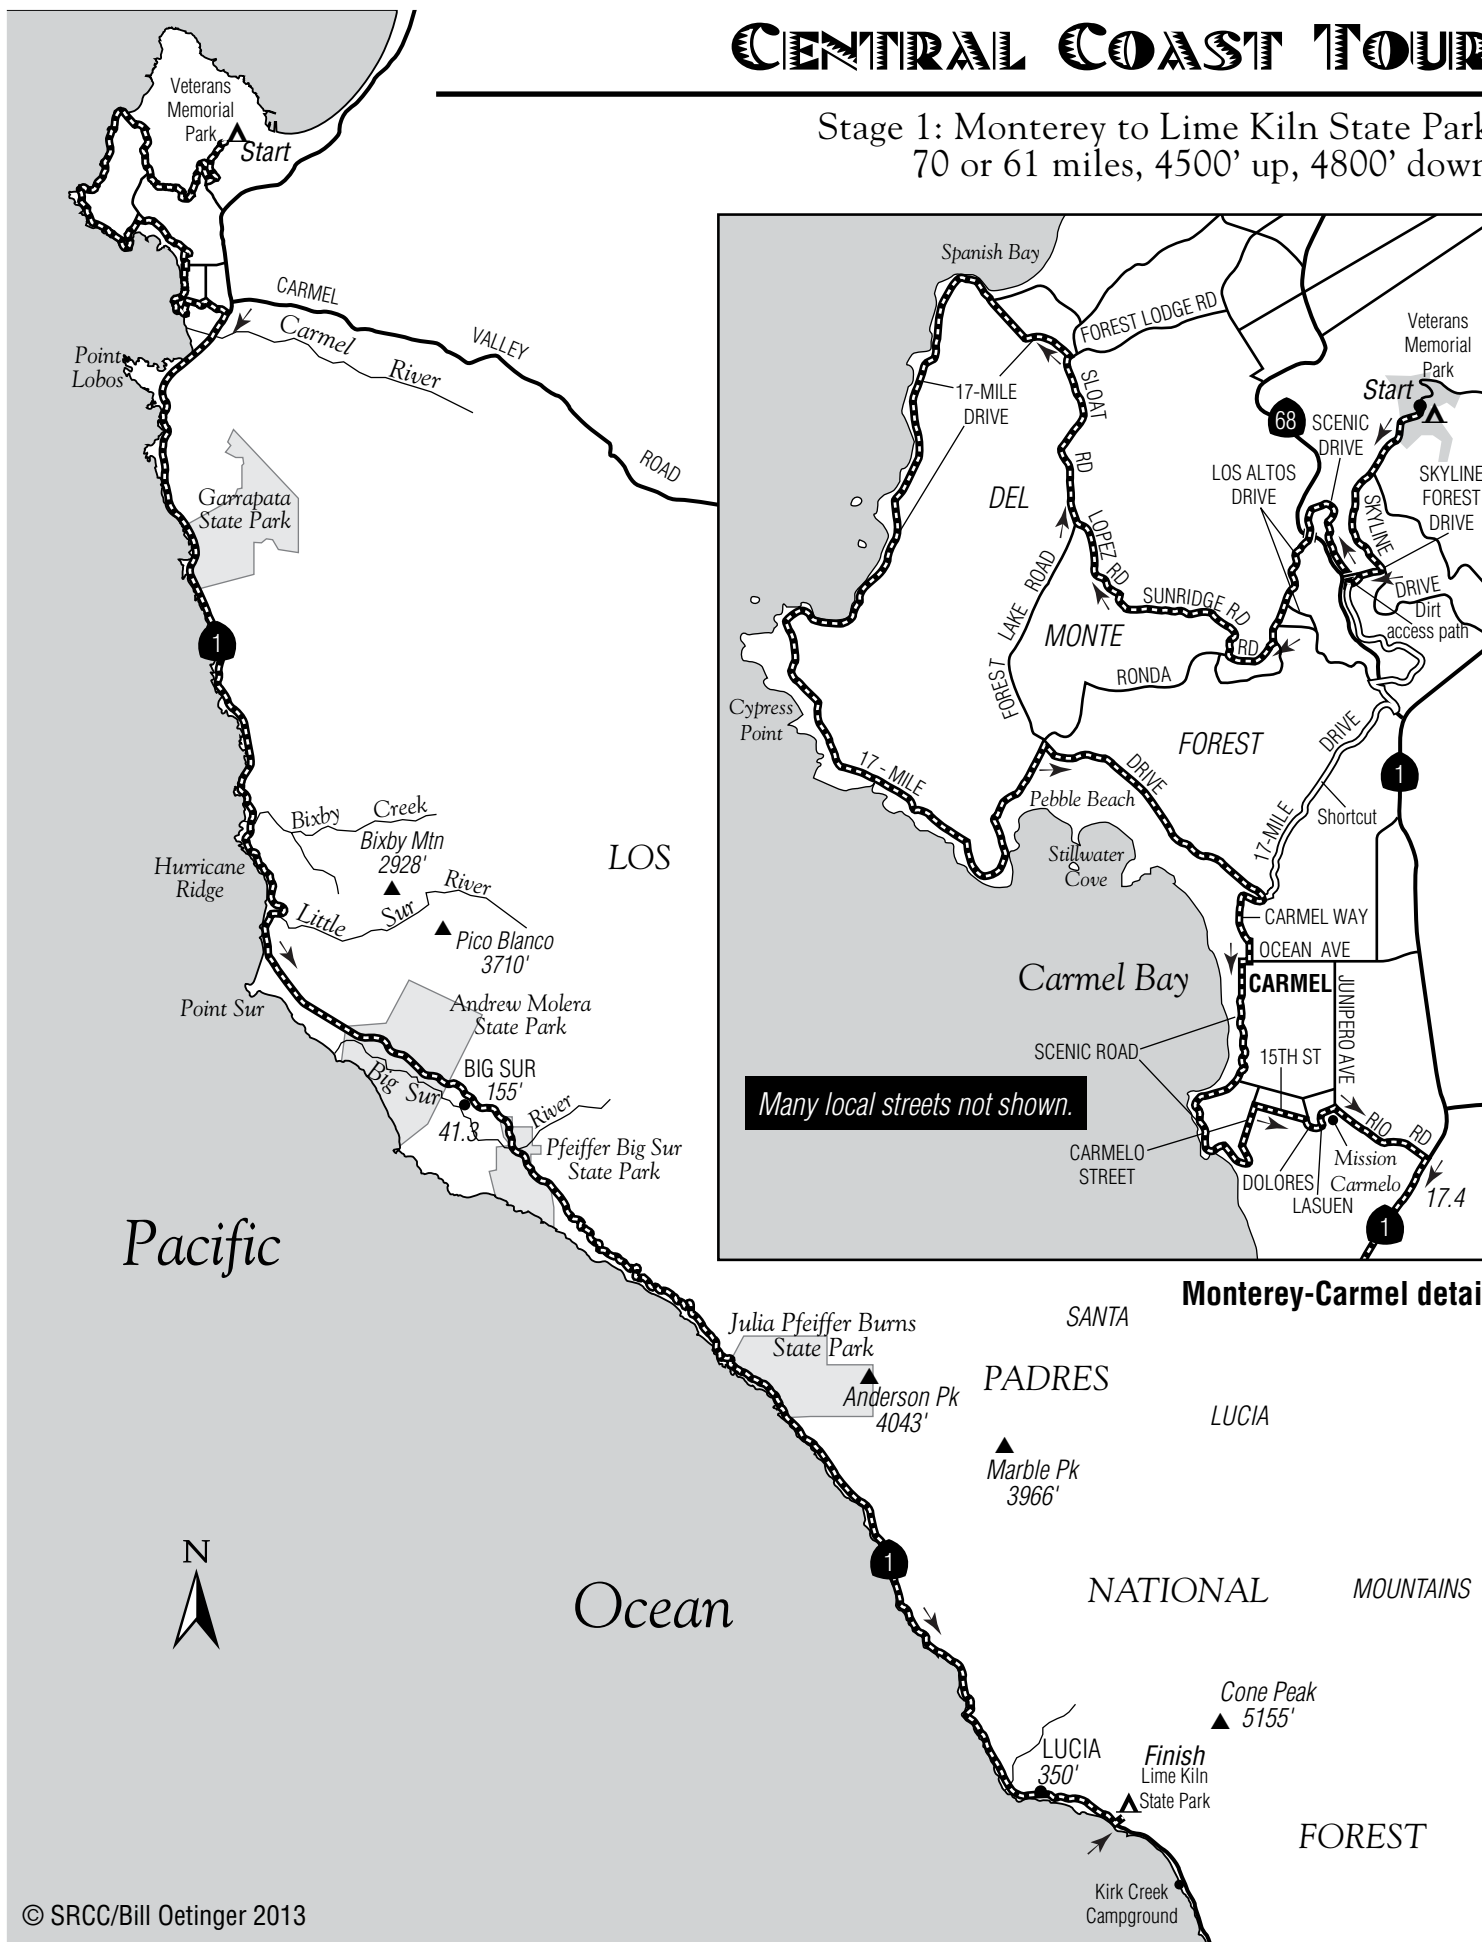 CENTRAL COAST TOUR
Stage 1: Monterey to Lime Kiln State Park
70 or 61 miles, 4500' up, 4800' down
Veterans
Memorial
Park
Start
CARMEL
VALLEY
ROAD
Carmel
River
Point
Lobos
Garrapata
State Park
1
Bixby Creek
Bixby Mtn
2928'
Hurricane
Ridge
Little Sur River
Pico Blanco
3710'
LOS
Point Sur
Andrew Molera
State Park
BIG SUR
155'
Big Sur
River
41.3
Pfeiffer Big Sur
State Park
Pacific
Spanish Bay
FOREST LODGE RD
17-MILE
DRIVE
SLOAT
RD
68
SCENIC
DRIVE
Veterans
Memorial
Park
Start
LOS ALTOS
DRIVE
SKYLINE
FOREST
DRIVE
SKYLINE
DRIVE
Dirt
access path
DEL
LOPEZ RD
FOREST LAKE ROAD
SUNRIDGE RD
MONTE
RD
RONDA
Cypress
Point
FOREST
17 - MILE
DRIVE
Pebble Beach
17-MILE
DRIVE
Shortcut
1
Stillwater
Cove
CARMEL WAY
OCEAN AVE
Carmel Bay
CARMEL
JUNIPERO AVE
SCENIC ROAD
15TH ST
Many local streets not shown.
RIO RD
CARMELO
STREET
DOLORES
LASUEN
Mission
Carmelo
17.4
1
Monterey-Carmel detai
Julia Pfeiffer Burns
State Park
SANTA
PADRES
Anderson Pk
4043'
LUCIA
Marble Pk
3966'
N
1
Ocean
NATIONAL
MOUNTAINS
Cone Peak
5155'
LUCIA
350'
Finish
Lime Kiln
State Park
FOREST
Kirk Creek
Campground
© SRCC/Bill Oetinger 2013